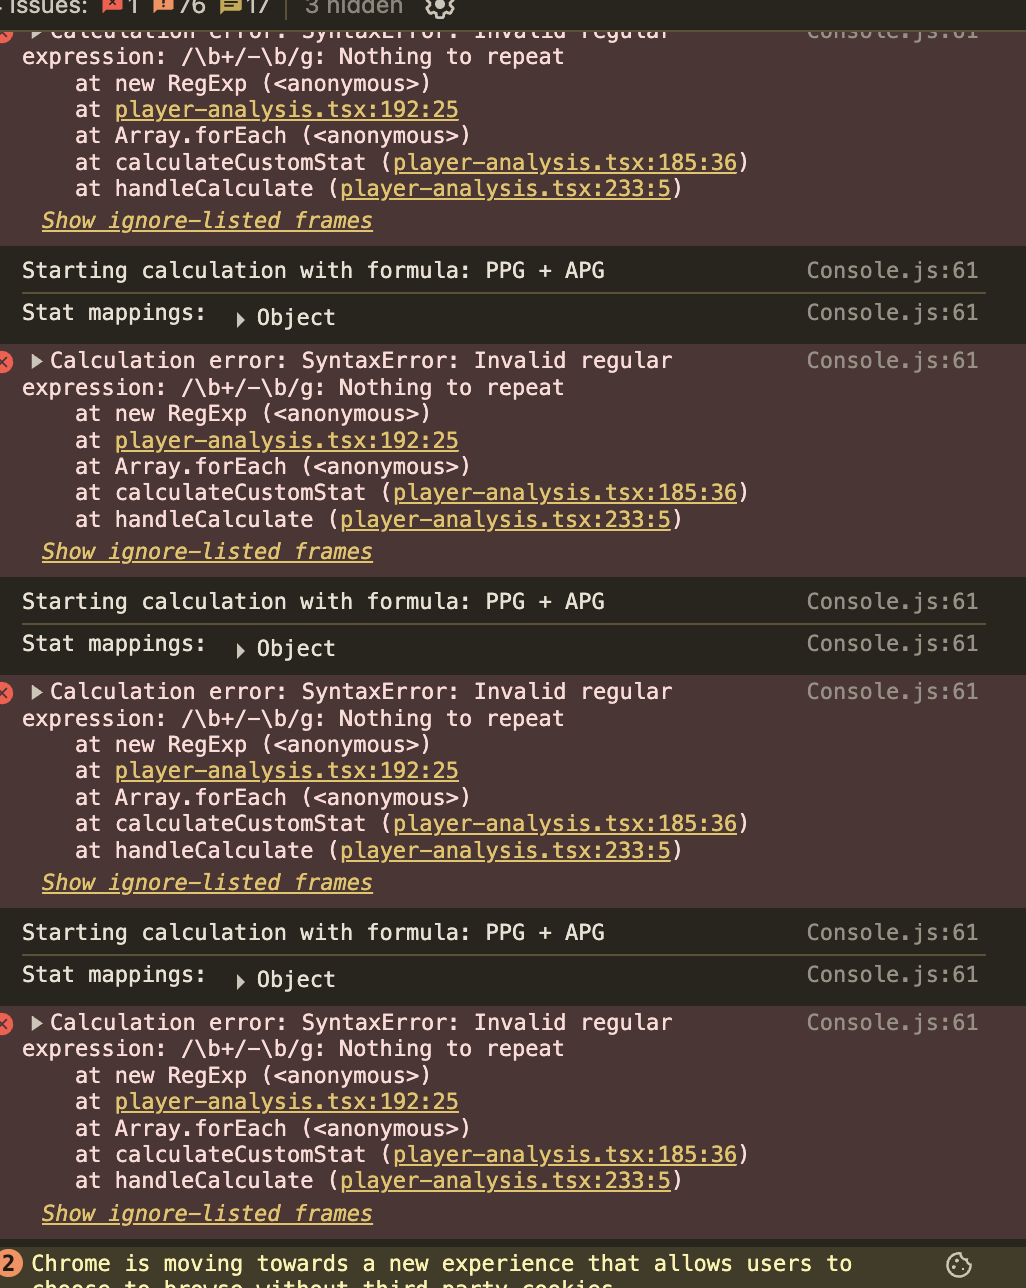 Issues: 1 76 17 3 hidden
Calculation error: SyntaxError: Invalid regular Console.js:61
expression: /\b+/-\b/g: Nothing to repeat
at new RegExp (<anonymous>)
at player-analysis.tsx:192:25
at Array.forEach (<anonymous>)
at calculateCustomStat (player-analysis.tsx:185:36)
at handleCalculate (player-analysis.tsx:233:5)
Show ignore-listed frames
Starting calculation with formula: PPG + APG Console.js:61
Stat mappings: Object Console.js:61
Calculation error: SyntaxError: Invalid regular Console.js:61
expression: /\b+/-\b/g: Nothing to repeat
at new RegExp (<anonymous>)
at player-analysis.tsx:192:25
at Array.forEach (<anonymous>)
at calculateCustomStat (player-analysis.tsx:185:36)
at handleCalculate (player-analysis.tsx:233:5)
Show ignore-listed frames
Starting calculation with formula: PPG + APG Console.js:61
Stat mappings: Object Console.js:61
Calculation error: SyntaxError: Invalid regular Console.js:61
expression: /\b+/-\b/g: Nothing to repeat
at new RegExp (<anonymous>)
at player-analysis.tsx:192:25
at Array.forEach (<anonymous>)
at calculateCustomStat (player-analysis.tsx:185:36)
at handleCalculate (player-analysis.tsx:233:5)
Show ignore-listed frames
Starting calculation with formula: PPG + APG Console.js:61
Stat mappings: Object Console.js:61
Calculation error: SyntaxError: Invalid regular Console.js:61
expression: /\b+/-\b/g: Nothing to repeat
at new RegExp (<anonymous>)
at player-analysis.tsx:192:25
at Array.forEach (<anonymous>)
at calculateCustomStat (player-analysis.tsx:185:36)
at handleCalculate (player-analysis.tsx:233:5)
Show ignore-listed frames
2 Chrome is moving towards a new experience that allows users to
choose to browse without third-party cookies.